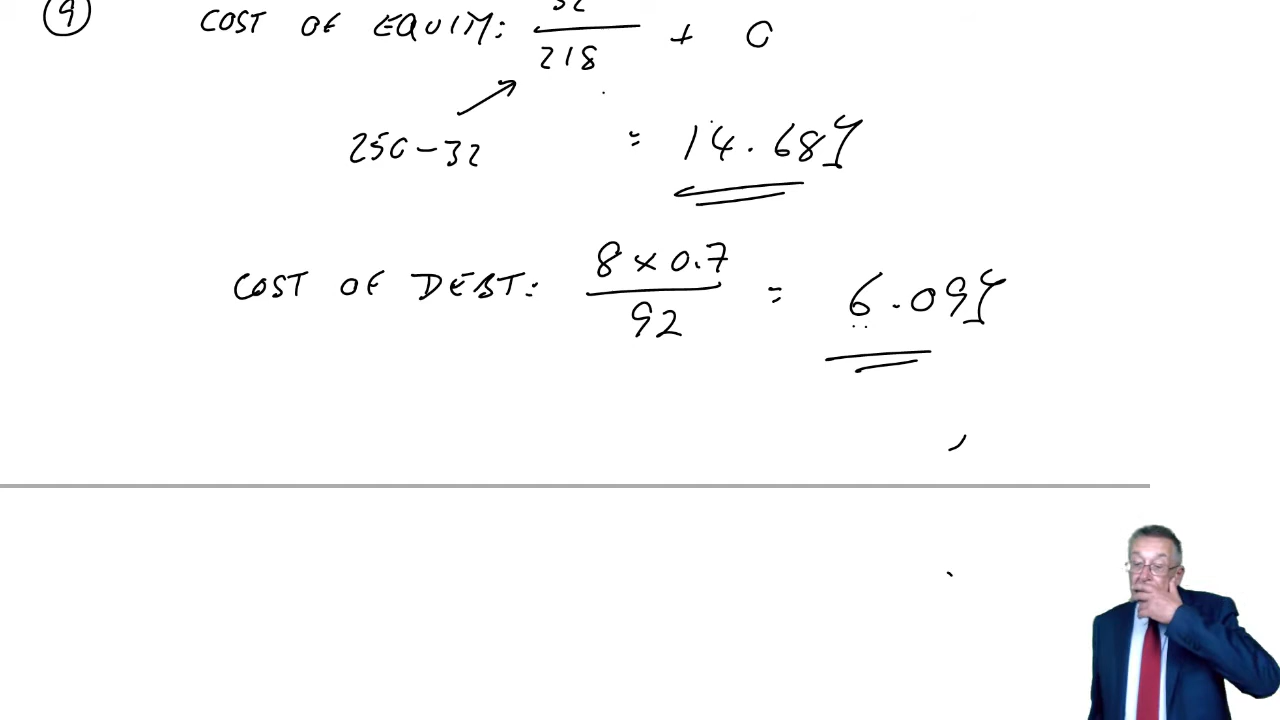 9
COST OF EQUITY: 32/218 + 0
250 - 32
= 14.68%
COST OF DEBT: 8 × 0.7/92 = 6.09%